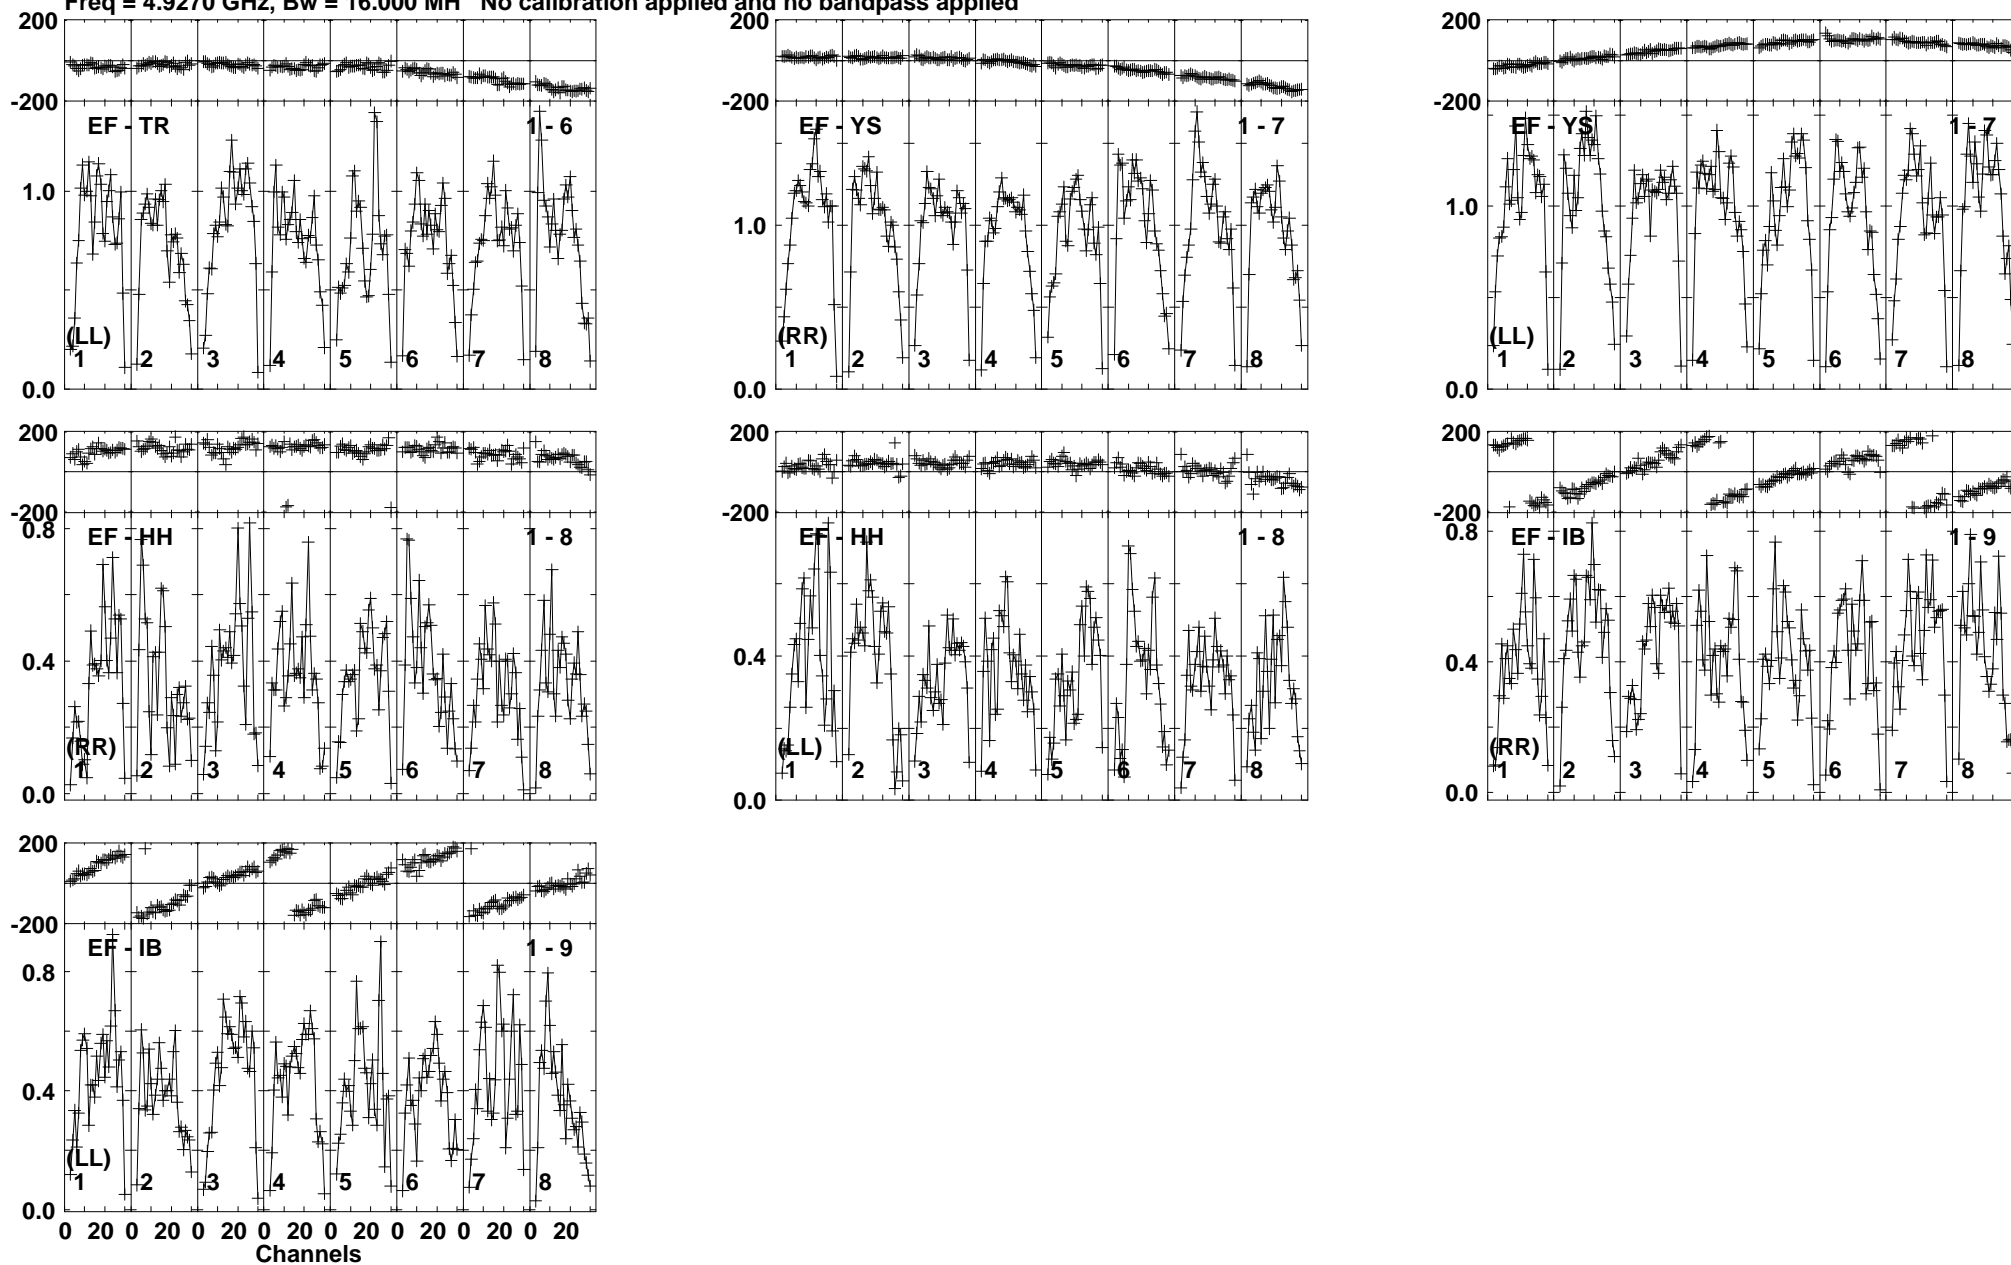 Freq = 4.9270 GHz, Bw = 16.000 MH No calibration applied and no bandpass applied
200 200 200
-200 -200 -200
EF - TR 1 - 6 EF - YS 1 - 7 EF - YS 1 - 7
1.0 1.0 1.0
(LL) (RR) (LL)
1 2 3 4 5 6 7 8 1 2 3 4 5 6 7 8 1 2 3 4 5 6 7 8
0.0 0.0 0.0
200 200 200
-200 -200 -200
0.8 EF - HH 1 - 8 EF - HH 1 - 8 0.8 EF - IB 1 - 9
0.4 0.4 0.4
(RR) (LL) (RR)
1 2 3 4 5 6 7 8 1 2 3 4 5 6 7 8 1 2 3 4 5 6 7 8
0.0 0.0 0.0
200
-200
EF - IB 1 - 9
0.8
0.4
(LL)
1 2 3 4 5 6 7 8
0.0
0 20 0 20 0 20 0 20 0 20 0 20 0 20 0 20
Channels